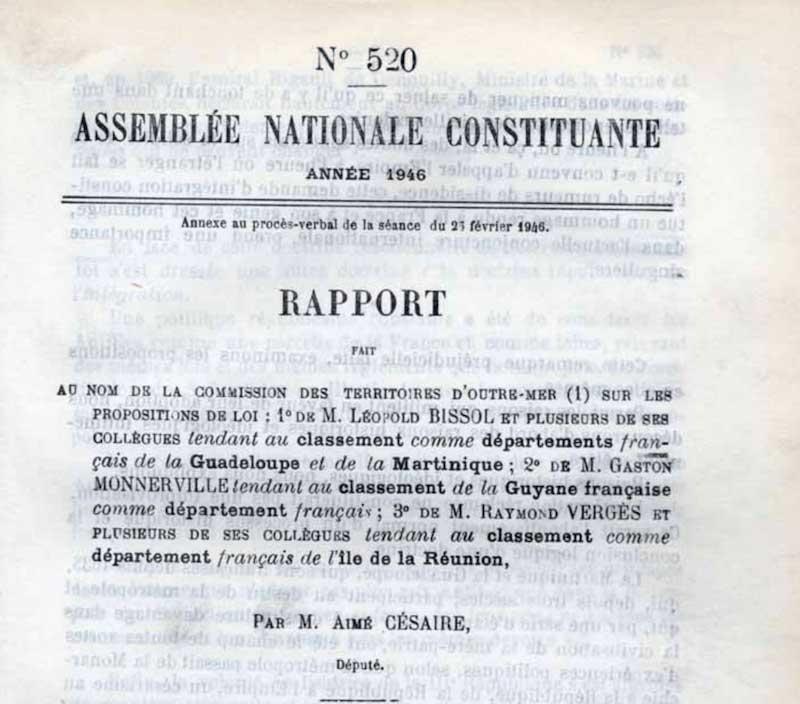 N° 520
ASSEMBLÉE NATIONALE CONSTITUANTE
ANNÉE 1946
Annexe au procès-verbal de la séance du 26 février 1946.
RAPPORT
FAIT
AU NOM DE LA COMMISSION DES TERRITOIRES D'OUTRE-MER (1) SUR LES
PROPOSITIONS DE LOI : 1° DE M. LÉOPOLD BISSOL ET PLUSIEURS DE SES
COLLÈGUES tendant au classement comme départements fran-
çais de la Guadeloupe et de la Martinique ; 2° DE M. GASTON
MONNERVILLE tendant au classement de la Guyane française
comme département français ; 3° DE M. RAYMOND VERGÈS ET
PLUSIEURS DE SES COLLÈGUES tendant au classement comme
département français de l'île de la Réunion,
PAR M. AIMÉ CÉSAIRE,
Député.